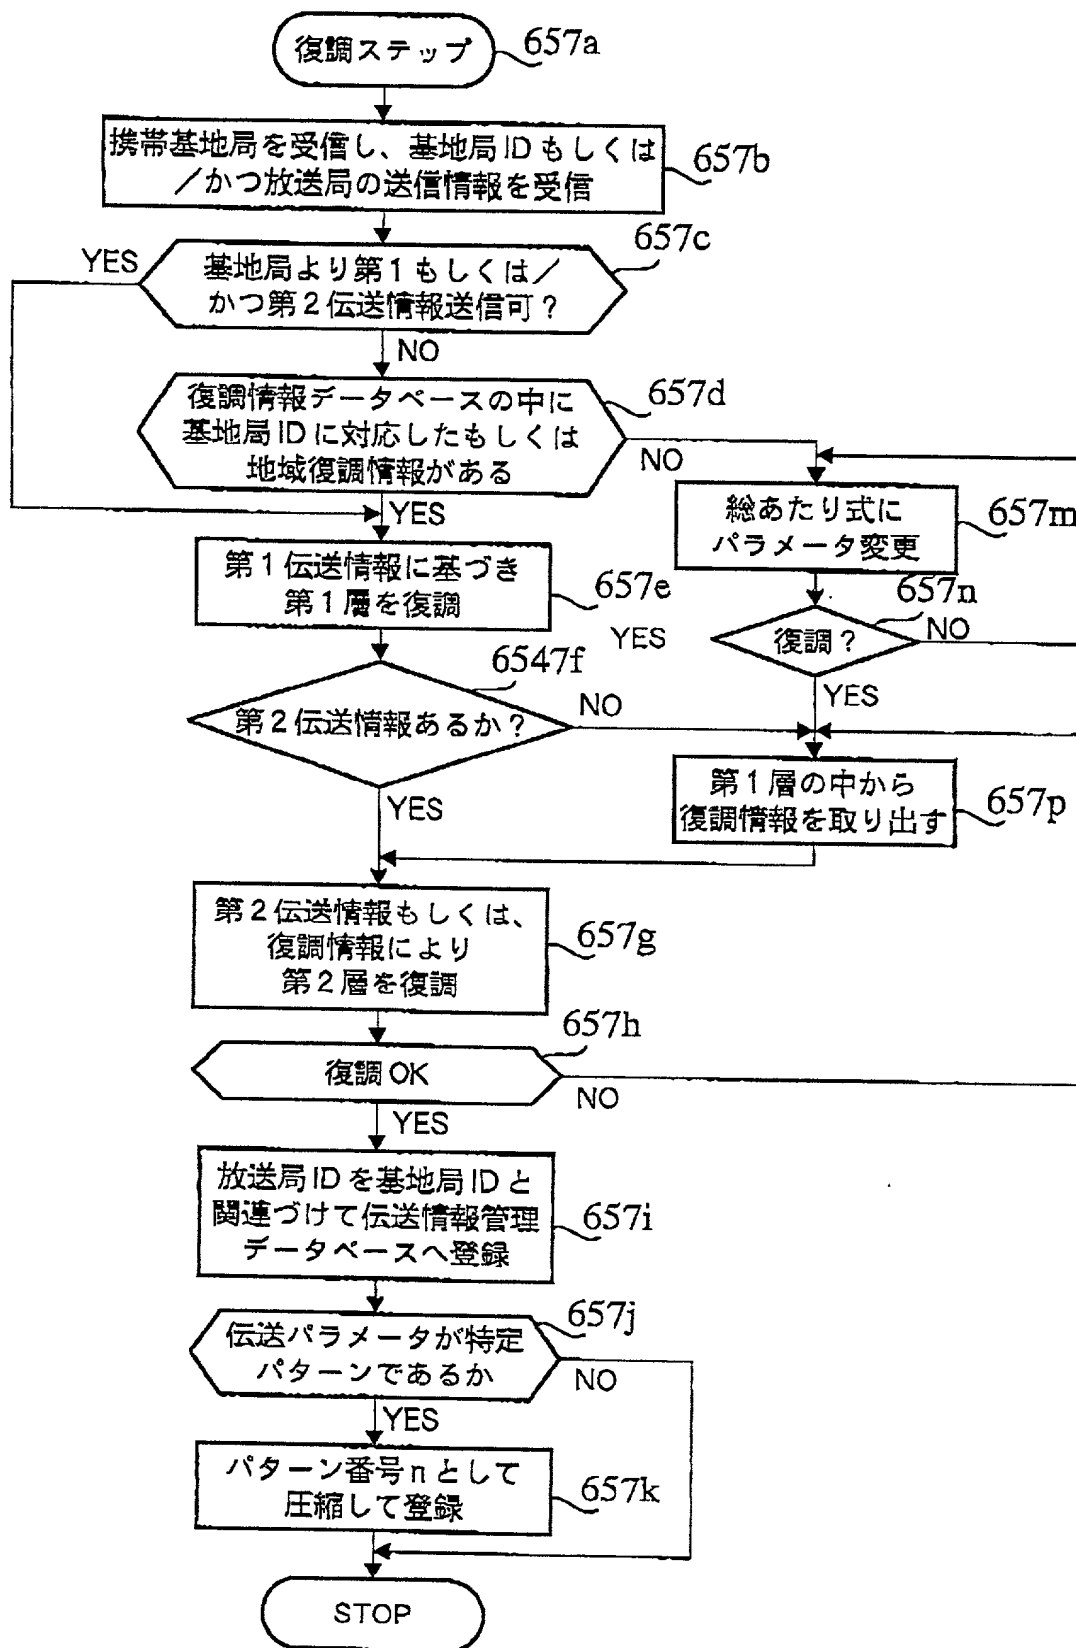 復調ステップ
657a
携帯基地局を受信し、基地局IDもしくは
/かつ放送局の送信情報を受信
657b
657c
YES
基地局より第1もしくは/
かつ第2伝送情報送信可?
NO
復調情報データベースの中に
基地局IDに対応したもしくは
地域復調情報がある
657d
NO
YES
総あたり式に
パラメータ変更
657m
第1伝送情報に基づき
第1層を復調
657e
657n
YES
復調?
NO
YES
6547f
第2伝送情報あるか?
NO
YES
第1層の中から
復調情報を取り出す
657p
第2伝送情報もしくは、
復調情報により
第2層を復調
657g
657h
復調OK
NO
YES
放送局IDを基地局IDと
関連づけて伝送情報管理
データベースへ登録
657i
657j
伝送パラメータが特定
パターンであるか
NO
YES
パターン番号nとして
圧縮して登録
657k
STOP